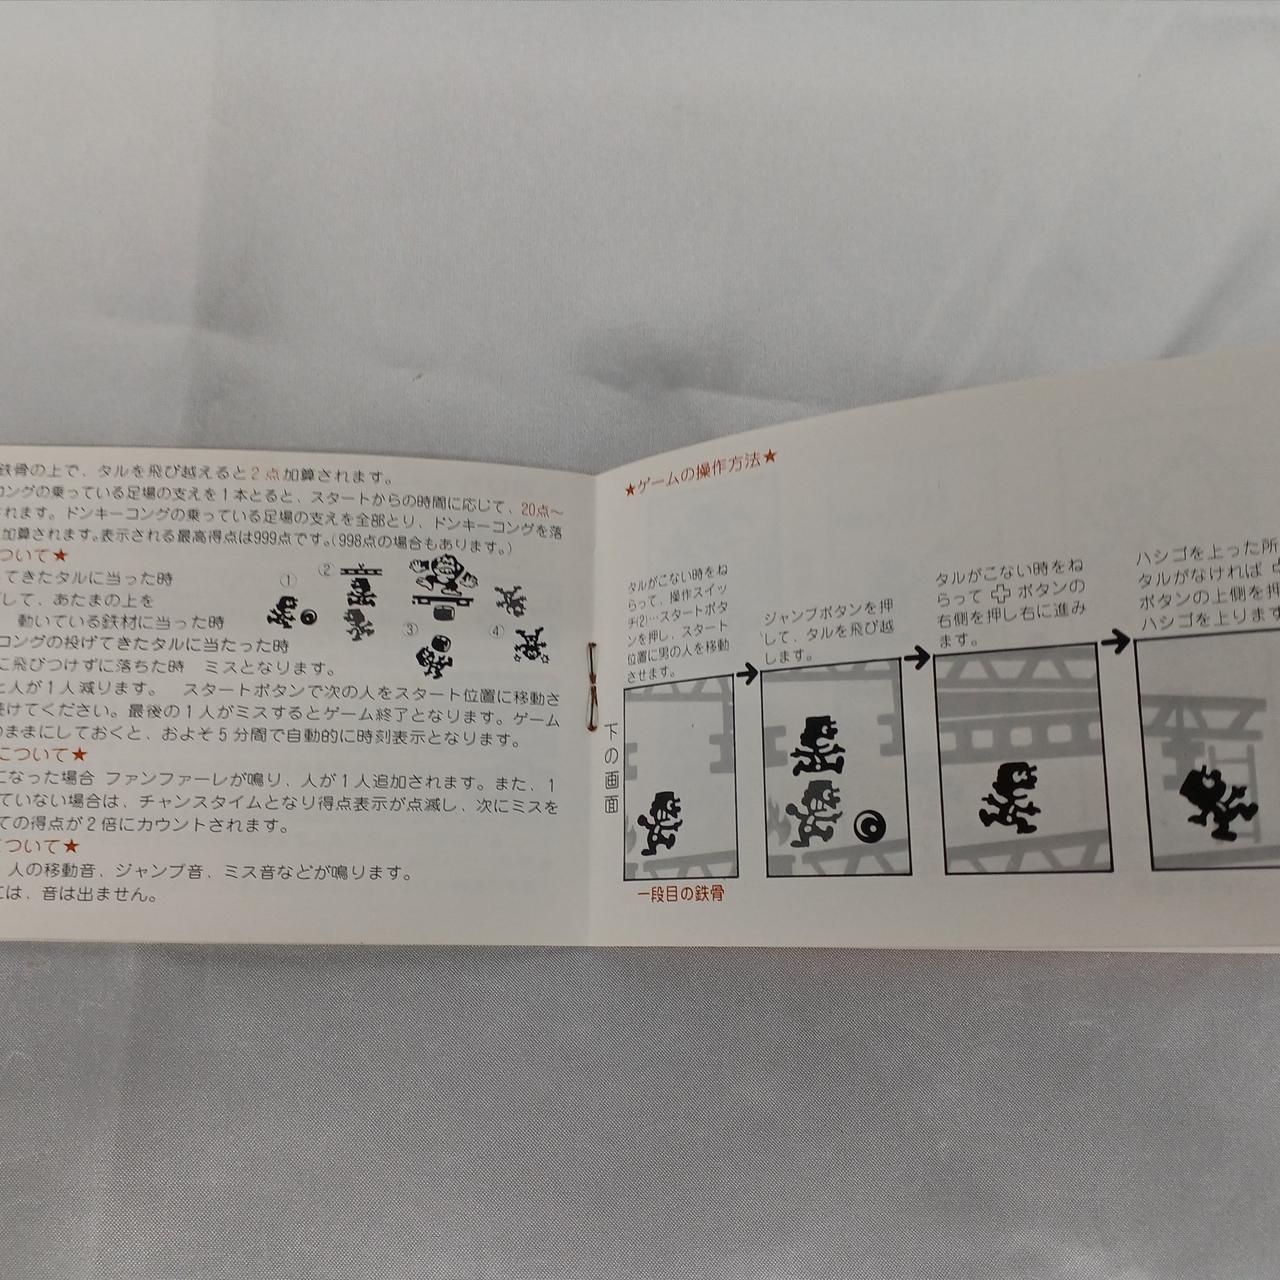 鉄骨の上で、タルを飛び越えると2点加算されます。
コングの乗っている足場の支えを1本とると、スタートからの時間に応じて、20点〜
されます。ドンキーコングの乗っている足場の支えを全部とり、ドンキーコングを落
加算されます。表示される最高得点は999点です。(998点の場合もあります。)
ついて★
てきたタルに当った時
して、あたまの上を
動いている鉄材に当った時
コングの投げてきたタルに当たった時
に飛びつけずに落ちた時 ミスとなります。
① ② ③ ④
と人が1人減ります。 スタートボタンで次の人をスタート位置に移動さ
続けてください。最後の1人がミスするとゲーム終了となります。ゲーム
のままにしておくと、およそ5分間で自動的に時刻表示となります。
について★
になった場合 ファンファーレが鳴り、人が1人追加されます。また、1
ていない場合は、チャンスタイムとなり得点表示が点滅し、次にミスを
ての得点が2倍にカウントされます。
ついて★
人の移動音、ジャンプ音、ミス音などが鳴ります。
には、音は出ません。
★ゲームの操作方法★
タルがこない時をね
らって、操作スイッ
チ(2)…スタートボタ
ンを押し、スタート
位置に男の人を移動
させます。
ジャンプボタンを押
して、タルを飛び越
します。
タルがこない時をね
らって ボタンの
右側を押し右に進み
ます。
ハシゴを上った所
タルがなければ
ボタンの上側を押
ハシゴを上ります
下の画面
一段目の鉄骨